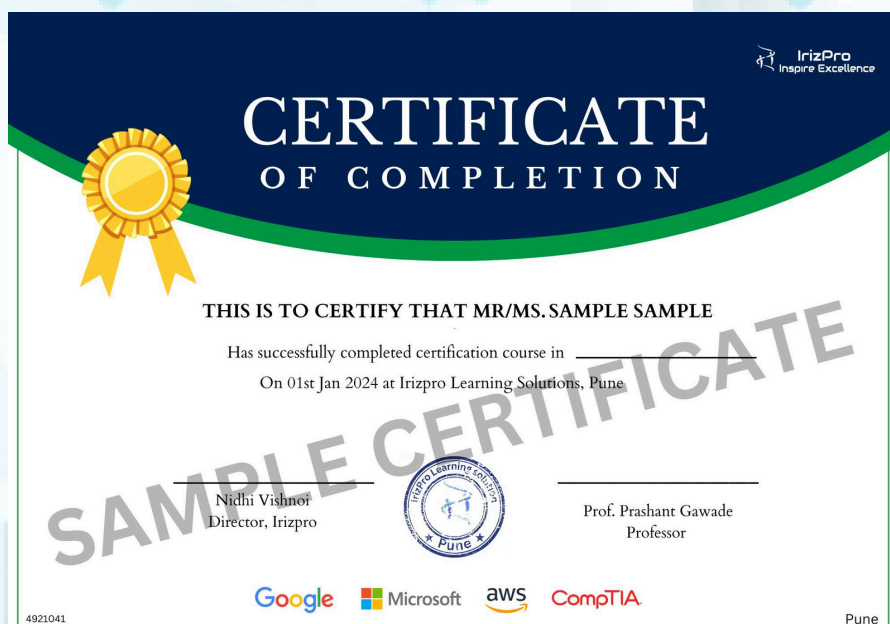 IrizPro
Inspire Excellence
CERTIFICATE
OF COMPLETION
THIS IS TO CERTIFY THAT MR/MS. SAMPLE SAMPLE
Has successfully completed certification course in
On 01st Jan 2024 at Irizpro Learning Solutions, Pune
SAMPLE CERTIFICATE
Nidhi Vishnoi
Director, Irizpro
IrizPro Learning solution
Pune
Prof. Prashant Gawade
Professor
Google Microsoft aws CompTIA
4921041
Pune